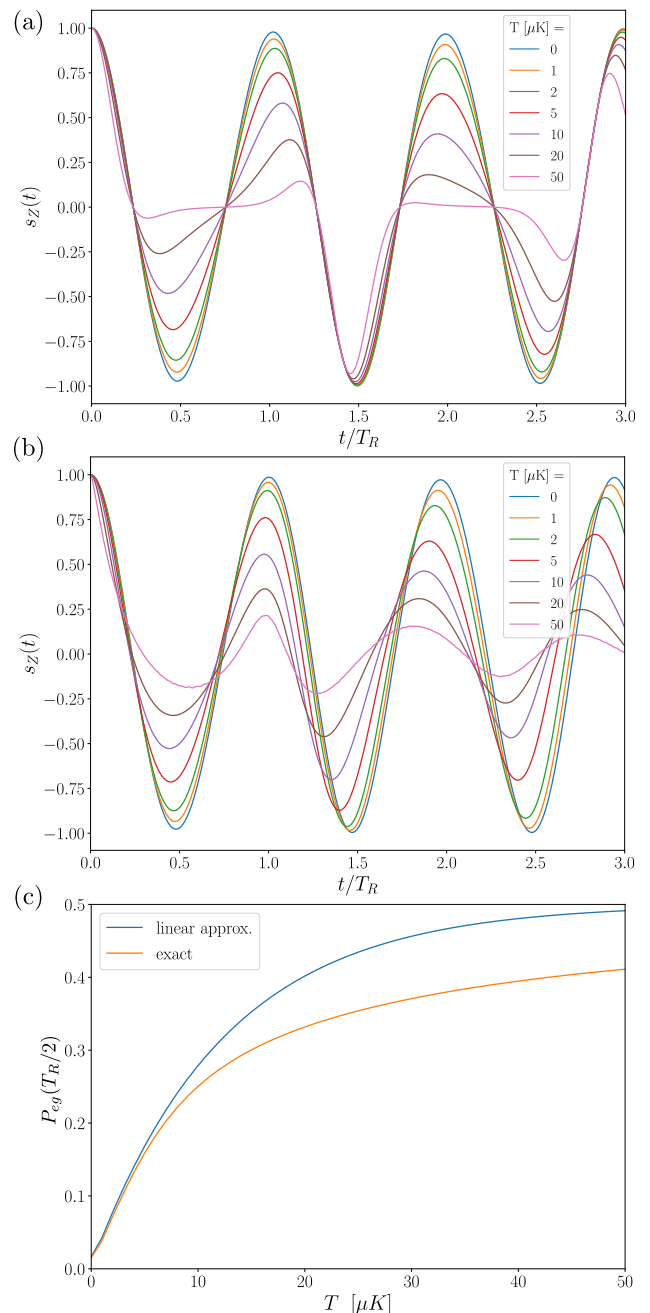 (a)
1.00
0.75
0.50
0.25
0.00
−0.25
−0.50
−0.75
−1.00
s_Z(t)
T [μK] =
0
1
2
5
10
20
50
0.0 0.5 1.0 1.5 2.0 2.5 3.0
t/T_R
(b)
1.00
0.75
0.50
0.25
0.00
−0.25
−0.50
−0.75
−1.00
s_Z(t)
T [μK] =
0
1
2
5
10
20
50
0.0 0.5 1.0 1.5 2.0 2.5 3.0
t/T_R
(c)
0.5
0.4
0.3
0.2
0.1
0.0
P_{eg}(T_R/2)
linear approx.
exact
0 10 20 30 40 50
T [μK]